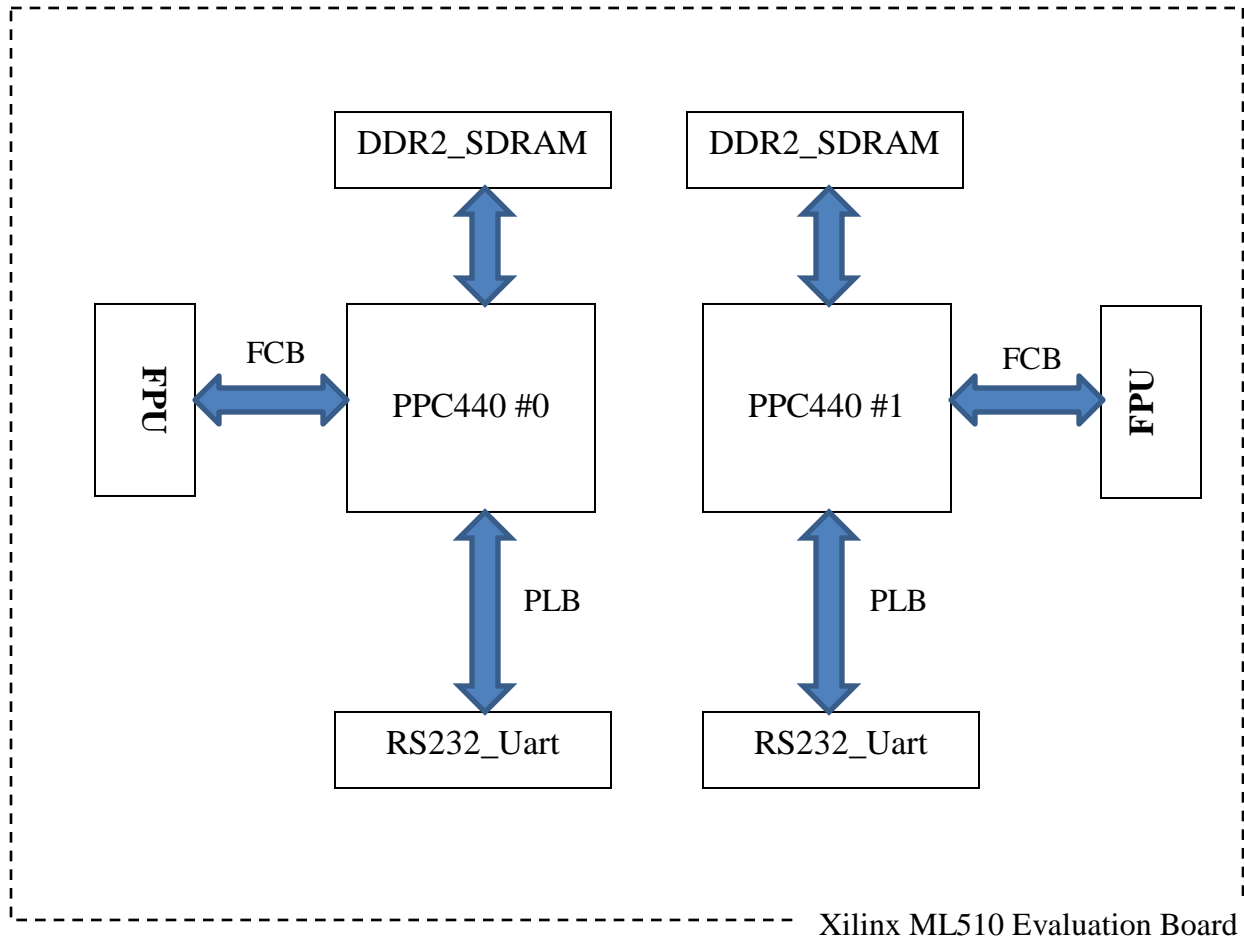 DDR2_SDRAM
DDR2_SDRAM
FPU
FCB
PPC440 #0
PPC440 #1
FCB
FPU
PLB
PLB
RS232_Uart
RS232_Uart
Xilinx ML510 Evaluation Board